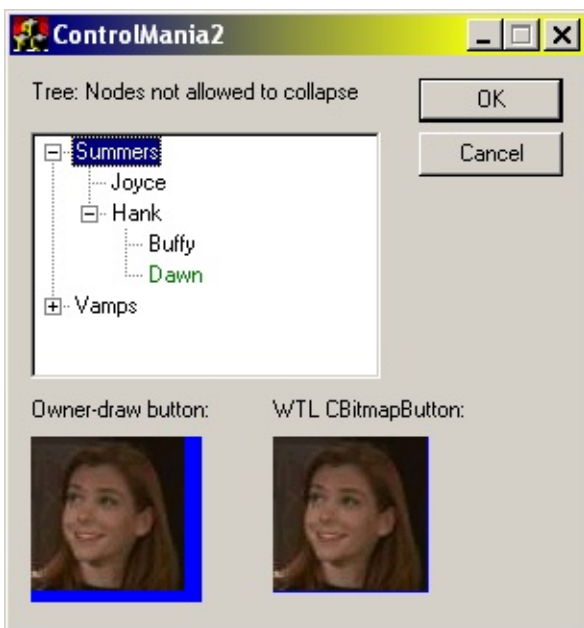 ControlMania2
Tree: Nodes not allowed to collapse
OK
Cancel
Summers
Joyce
Hank
Buffy
Dawn
Vamps
Owner-draw button:
WTL CBitmapButton: